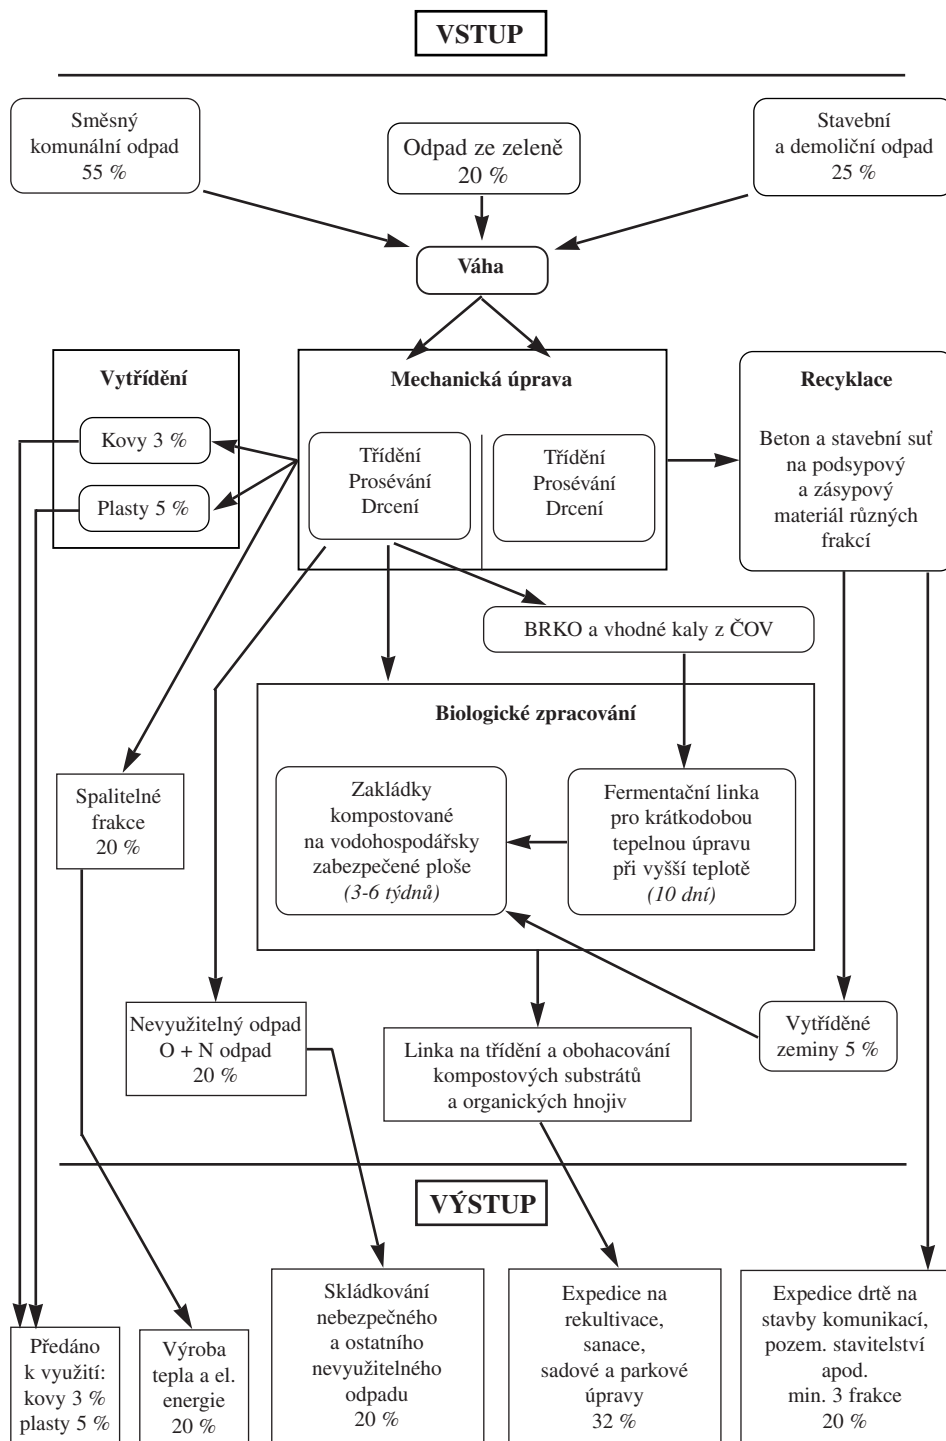 VSTUP
Směsný
komunální odpad
55 %
Odpad ze zeleně
20 %
Stavební
a demoliční odpad
25 %
Váha
Vytřídění
Kovy 3 %
Plasty 5 %
Mechanická úprava
Třídění
Prosévání
Drcení
Třídění
Prosévání
Drcení
Recyklace
Beton a stavební suť
na podsypový
a zásypový
materiál různých
frakcí
BRKO a vhodné kaly z ČOV
Biologické zpracování
Zakládky
kompostované
na vodohospodářsky
zabezpečené ploše
(3-6 týdnů)
Fermentační linka
pro krátkodobou
tepelnou úpravu
při vyšší teplotě
(10 dní)
Spalitelné
frakce
20 %
Nevyužitelný odpad
O + N odpad
20 %
Linka na třídění a obohacování
kompostových substrátů
a organických hnojiv
Vytříděné
zeminy 5 %
VÝSTUP
Předáno
k využití:
kovy 3 %
plasty 5 %
Výroba
tepla a el.
energie
20 %
Skládkování
nebezpečného
a ostatního
nevyužitelného
odpadu
20 %
Expedice na
rekultivace,
sanace,
sadové a parkové
úpravy
32 %
Expedice drtě na
stavby komunikací,
pozem. stavitelství
apod.
min. 3 frakce
20 %